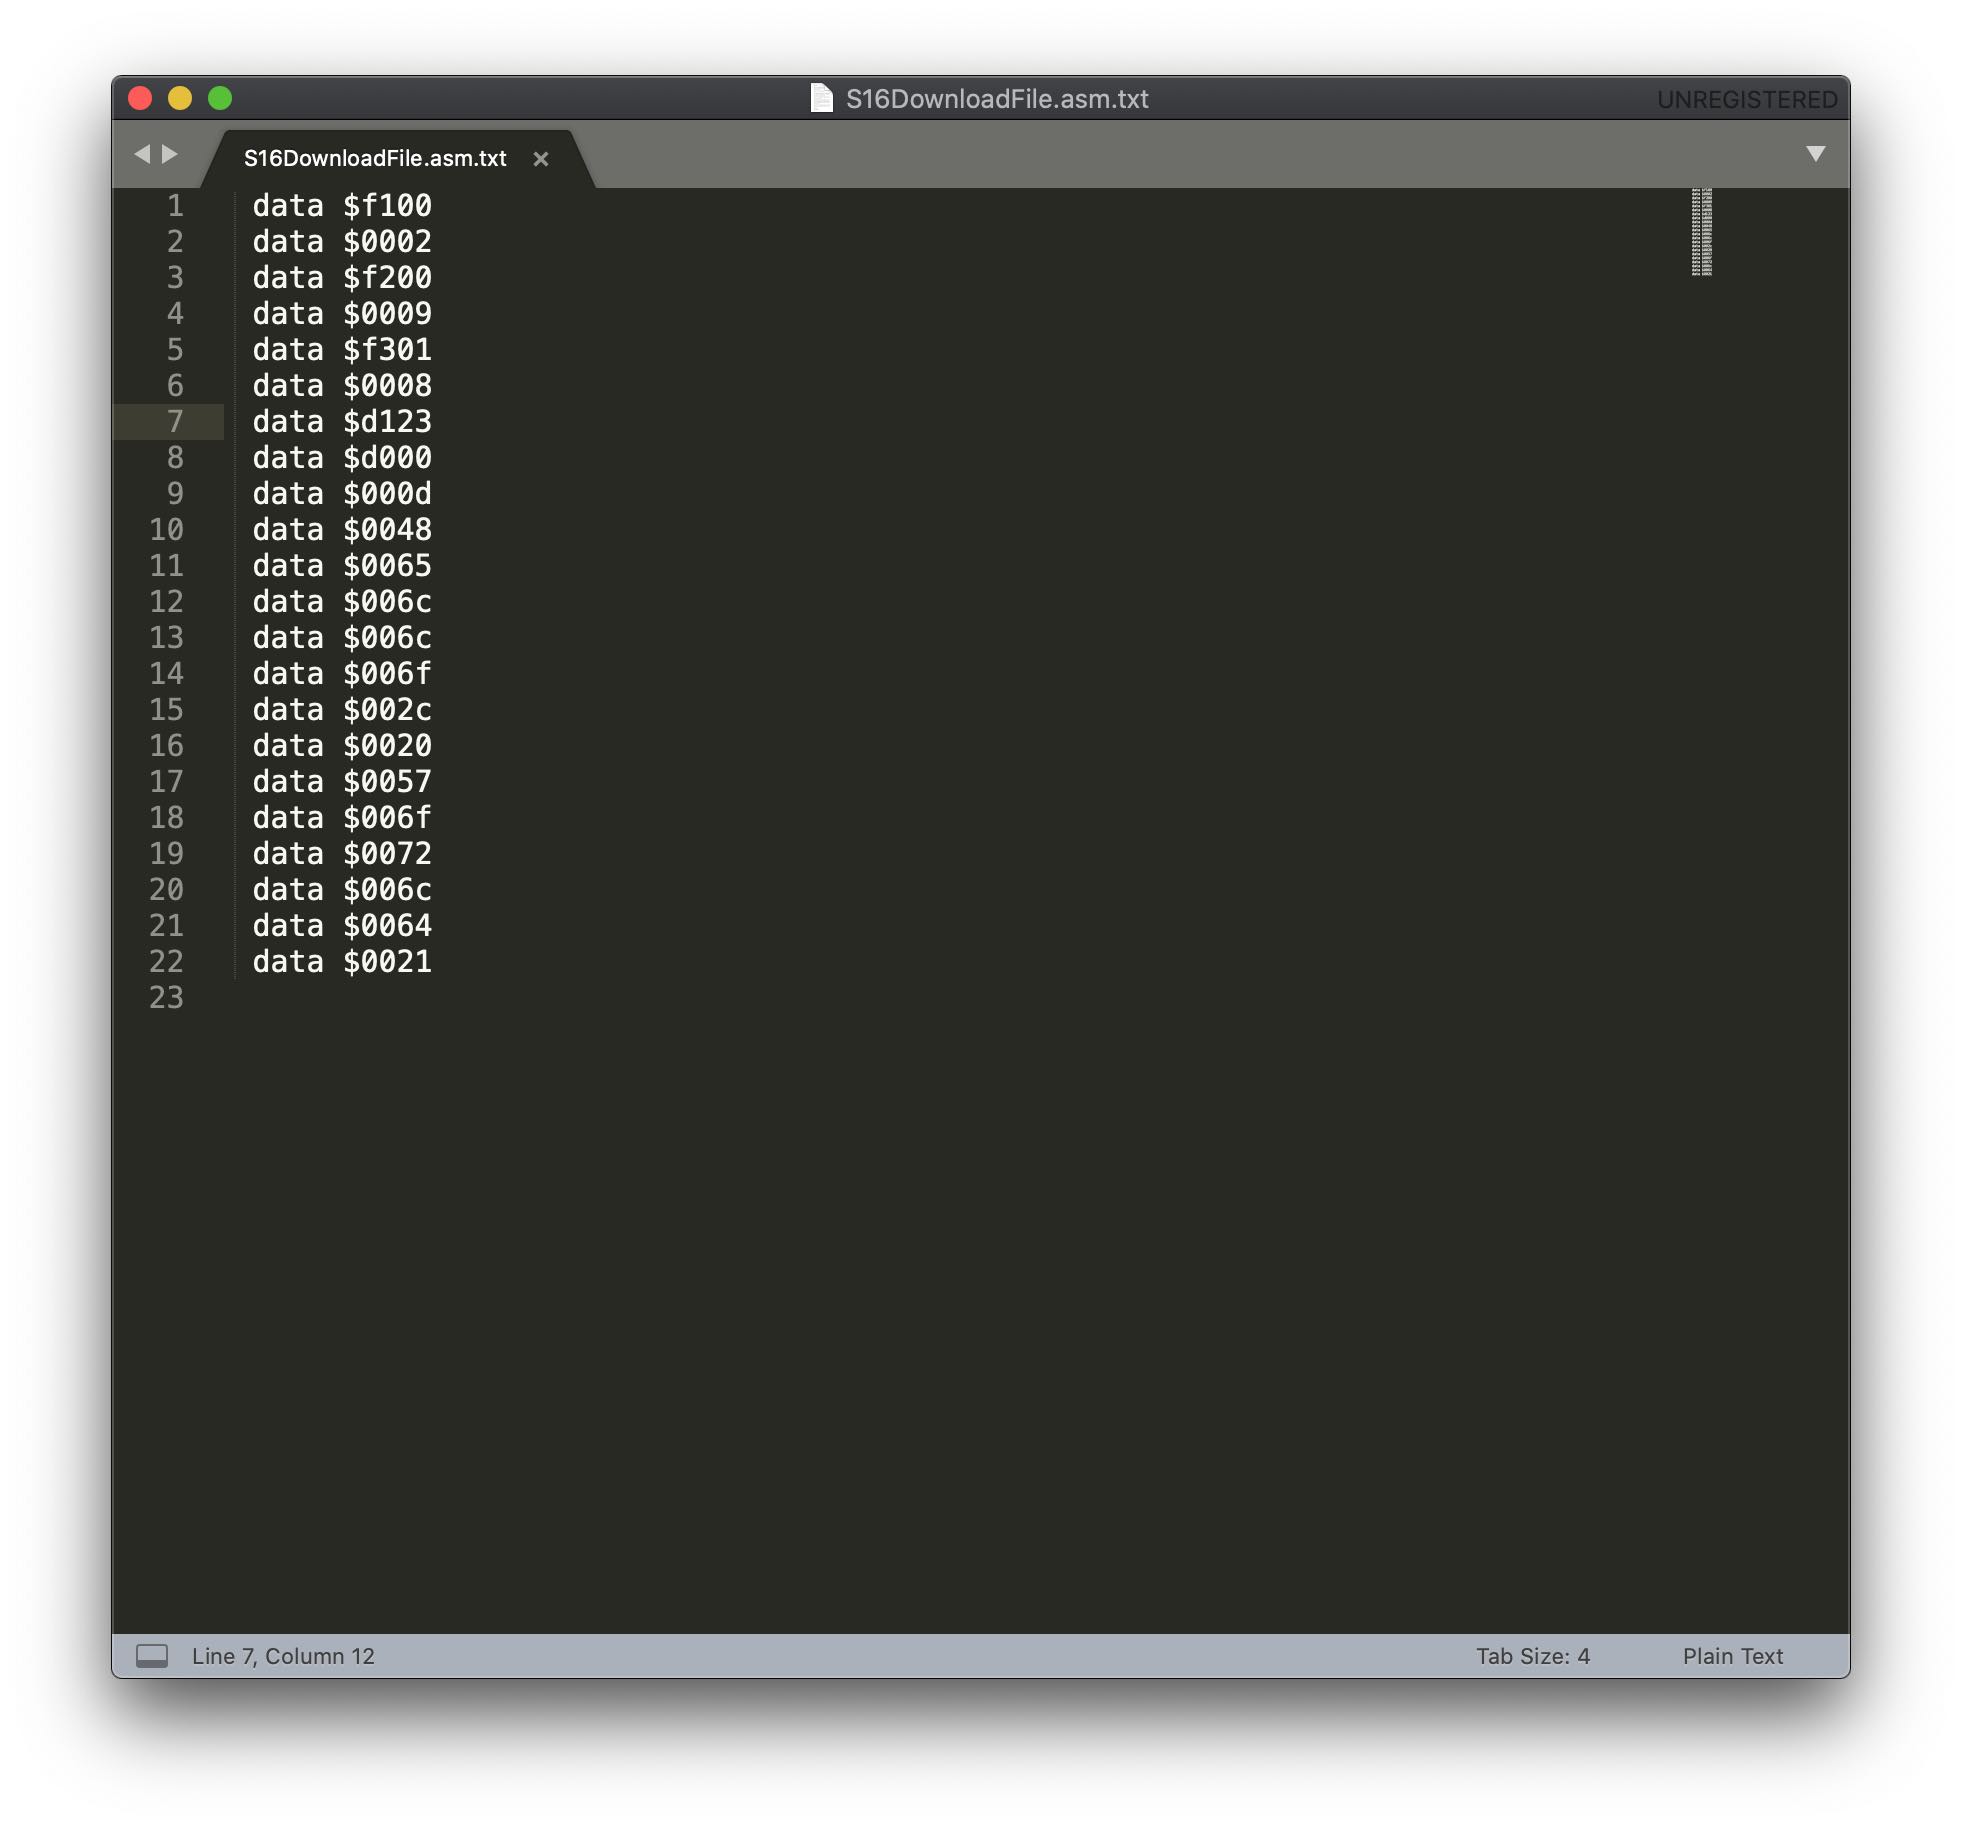 S16DownloadFile.asm.txt UNREGISTERED
S16DownloadFile.asm.txt ×
1 data $f100
2 data $0002
3 data $f200
4 data $0009
5 data $f301
6 data $0008
7 data $d123
8 data $d000
9 data $000d
10 data $0048
11 data $0065
12 data $006c
13 data $006c
14 data $006f
15 data $002c
16 data $0020
17 data $0057
18 data $006f
19 data $0072
20 data $006c
21 data $0064
22 data $0021
23
Line 7, Column 12 Tab Size: 4 Plain Text